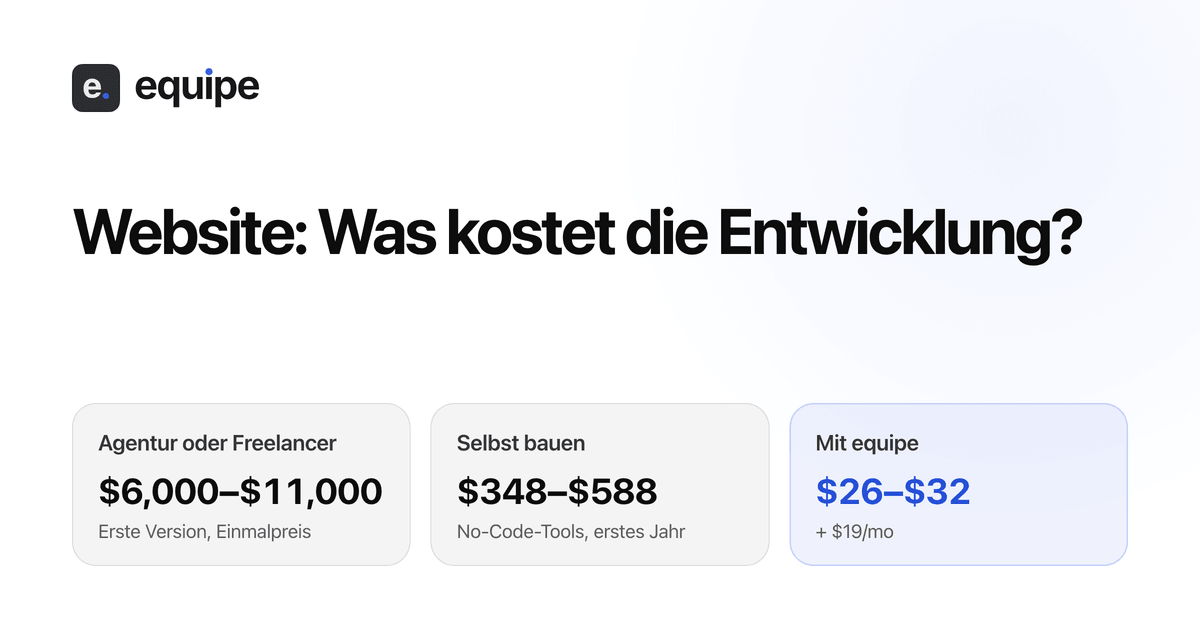 e. equipe
Website: Was kostet die Entwicklung?
Agentur oder Freelancer
$6,000–$11,000
Erste Version, Einmalpreis
Selbst bauen
$348–$588
No-Code-Tools, erstes Jahr
Mit equipe
$26–$32
+ $19/mo